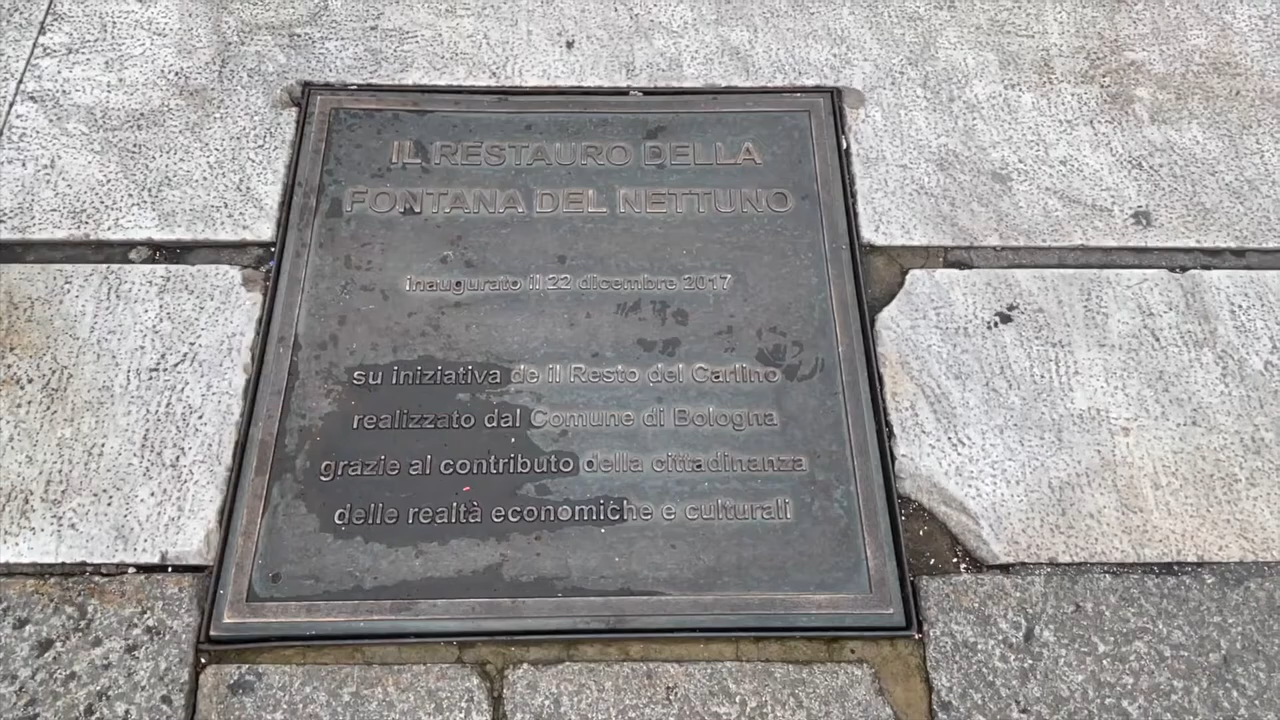 IL RESTAURO DELLA
FONTANA DEL NETTUNO
inaugurato il 22 dicembre 2017
su iniziativa de il Resto del Carlino
realizzato dal Comune di Bologna
grazie al contributo della cittadinanza
delle realtà economiche e culturali